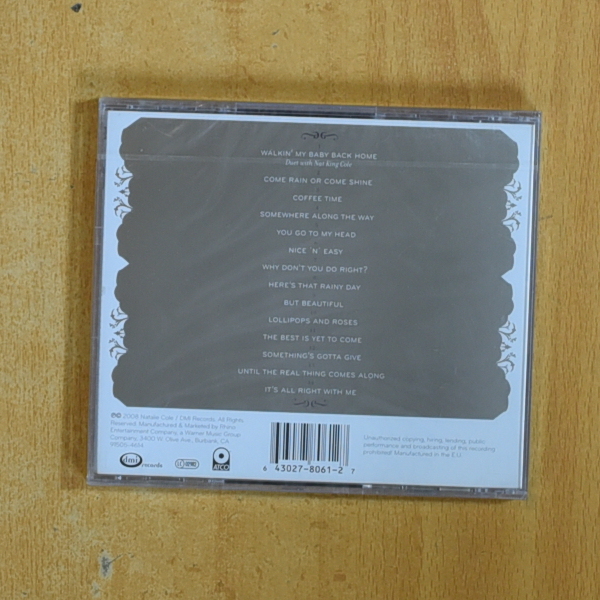 WALKIN' MY BABY BACK HOME
Duet with Nat King Cole
COME RAIN OR COME SHINE
COFFEE TIME
SOMEWHERE ALONG THE WAY
YOU GO TO MY HEAD
NICE 'N' EASY
WHY DON'T YOU DO RIGHT?
HERE'S THAT RAINY DAY
BUT BEAUTIFUL
LOLLIPOPS AND ROSES
THE BEST IS YET TO COME
SOMETHING'S GOTTA GIVE
UNTIL THE REAL THING COMES ALONG
IT'S ALL RIGHT WITH ME
℗© 2008 Natalie Cole / DMI Records, All Rights
Reserved. Manufactured & Marketed by Rhino
Entertainment Company, a Warner Music Group
Company, 3400 W. Olive Ave., Burbank, CA
Unauthorized copying, hiring, lending, public
performance and broadcasting of this recording
prohibited. Manufactured in the E.U.
dmi records
ATCO
6 43027-8061-2 7